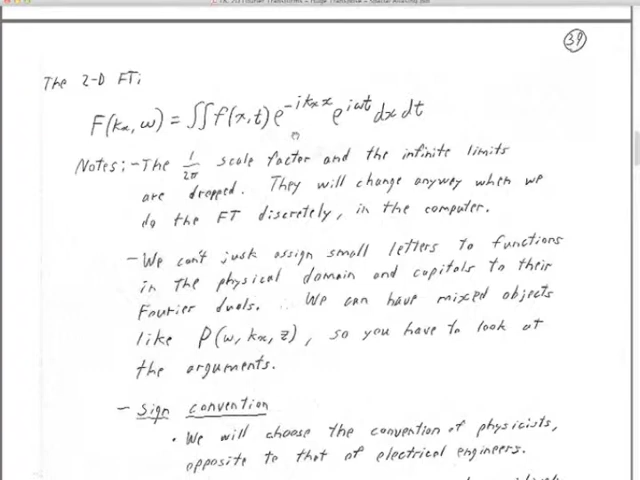 39
The 2-D FT:
F(kx, ω) = ∫∫ f(x,t) e^{-ikxx} e^{iωt} dx dt
Notes: - The 1/2π scale factor and the infinite limits
are dropped. They will change anyway when we
do the FT discretely, in the computer.
- We can't just assign small letters to functions
in the physical domain and capitals to their
Fourier duals. We can have mixed objects
like P(ω, kx, z), so you have to look at
the arguments.
- Sign convention
• We will choose the convention of physicists,
opposite to that of electrical engineers.